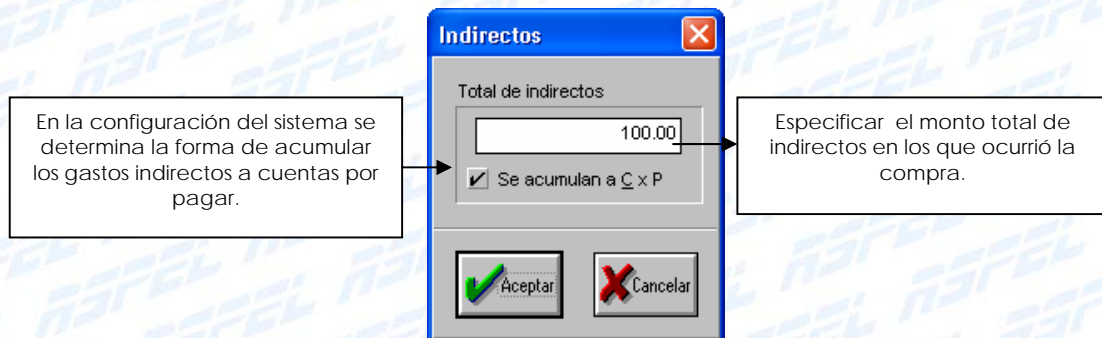 Indirectos
Total de indirectos
En la configuración del sistema se
determina la forma de acumular
los gastos indirectos a cuentas por
pagar.
100.00
Se acumulan a C x P
Especificar el monto total de
indirectos en los que ocurrió la
compra.
Aceptar
Cancelar